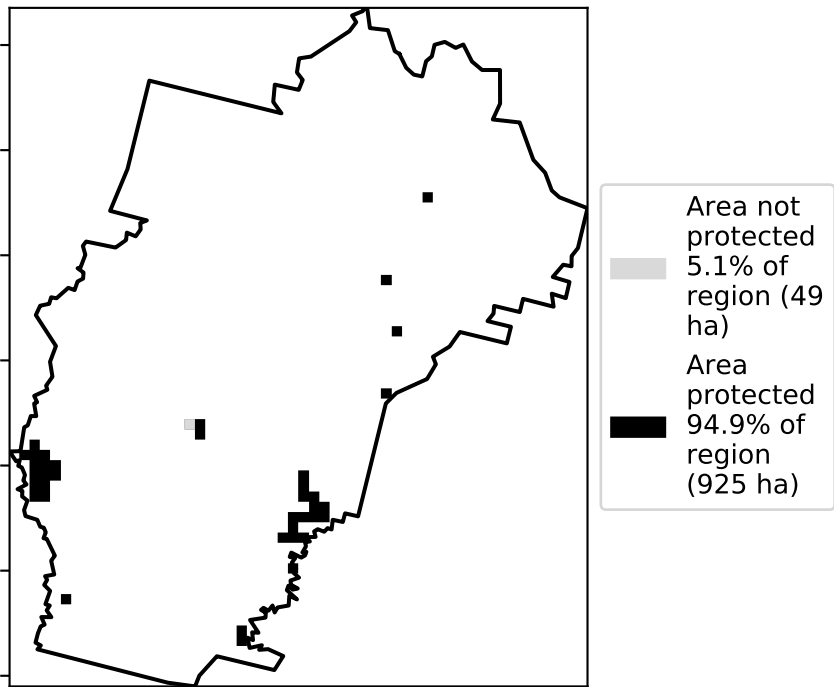 Area not
protected
5.1% of
region (49
ha)
Area
protected
94.9% of
region
(925 ha)